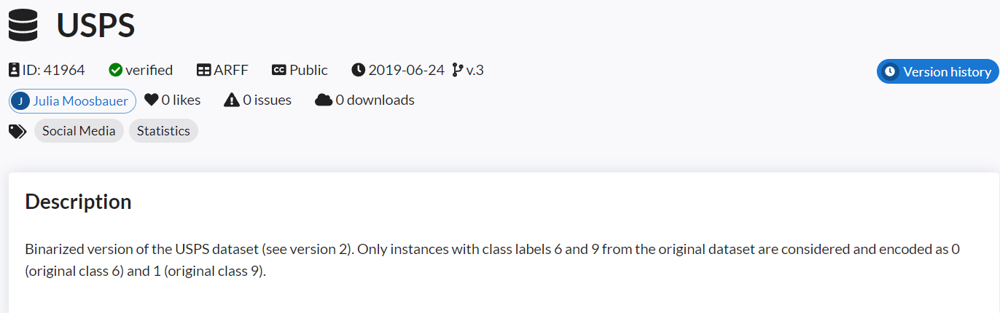 USPS
ID: 41964 verified ARFF Public 2019-06-24 v.3 Version history
J Julia Moosbauer 0 likes 0 issues 0 downloads
Social Media Statistics
Description
Binarized version of the USPS dataset (see version 2). Only instances with class labels 6 and 9 from the original dataset are considered and encoded as 0
(original class 6) and 1 (original class 9).